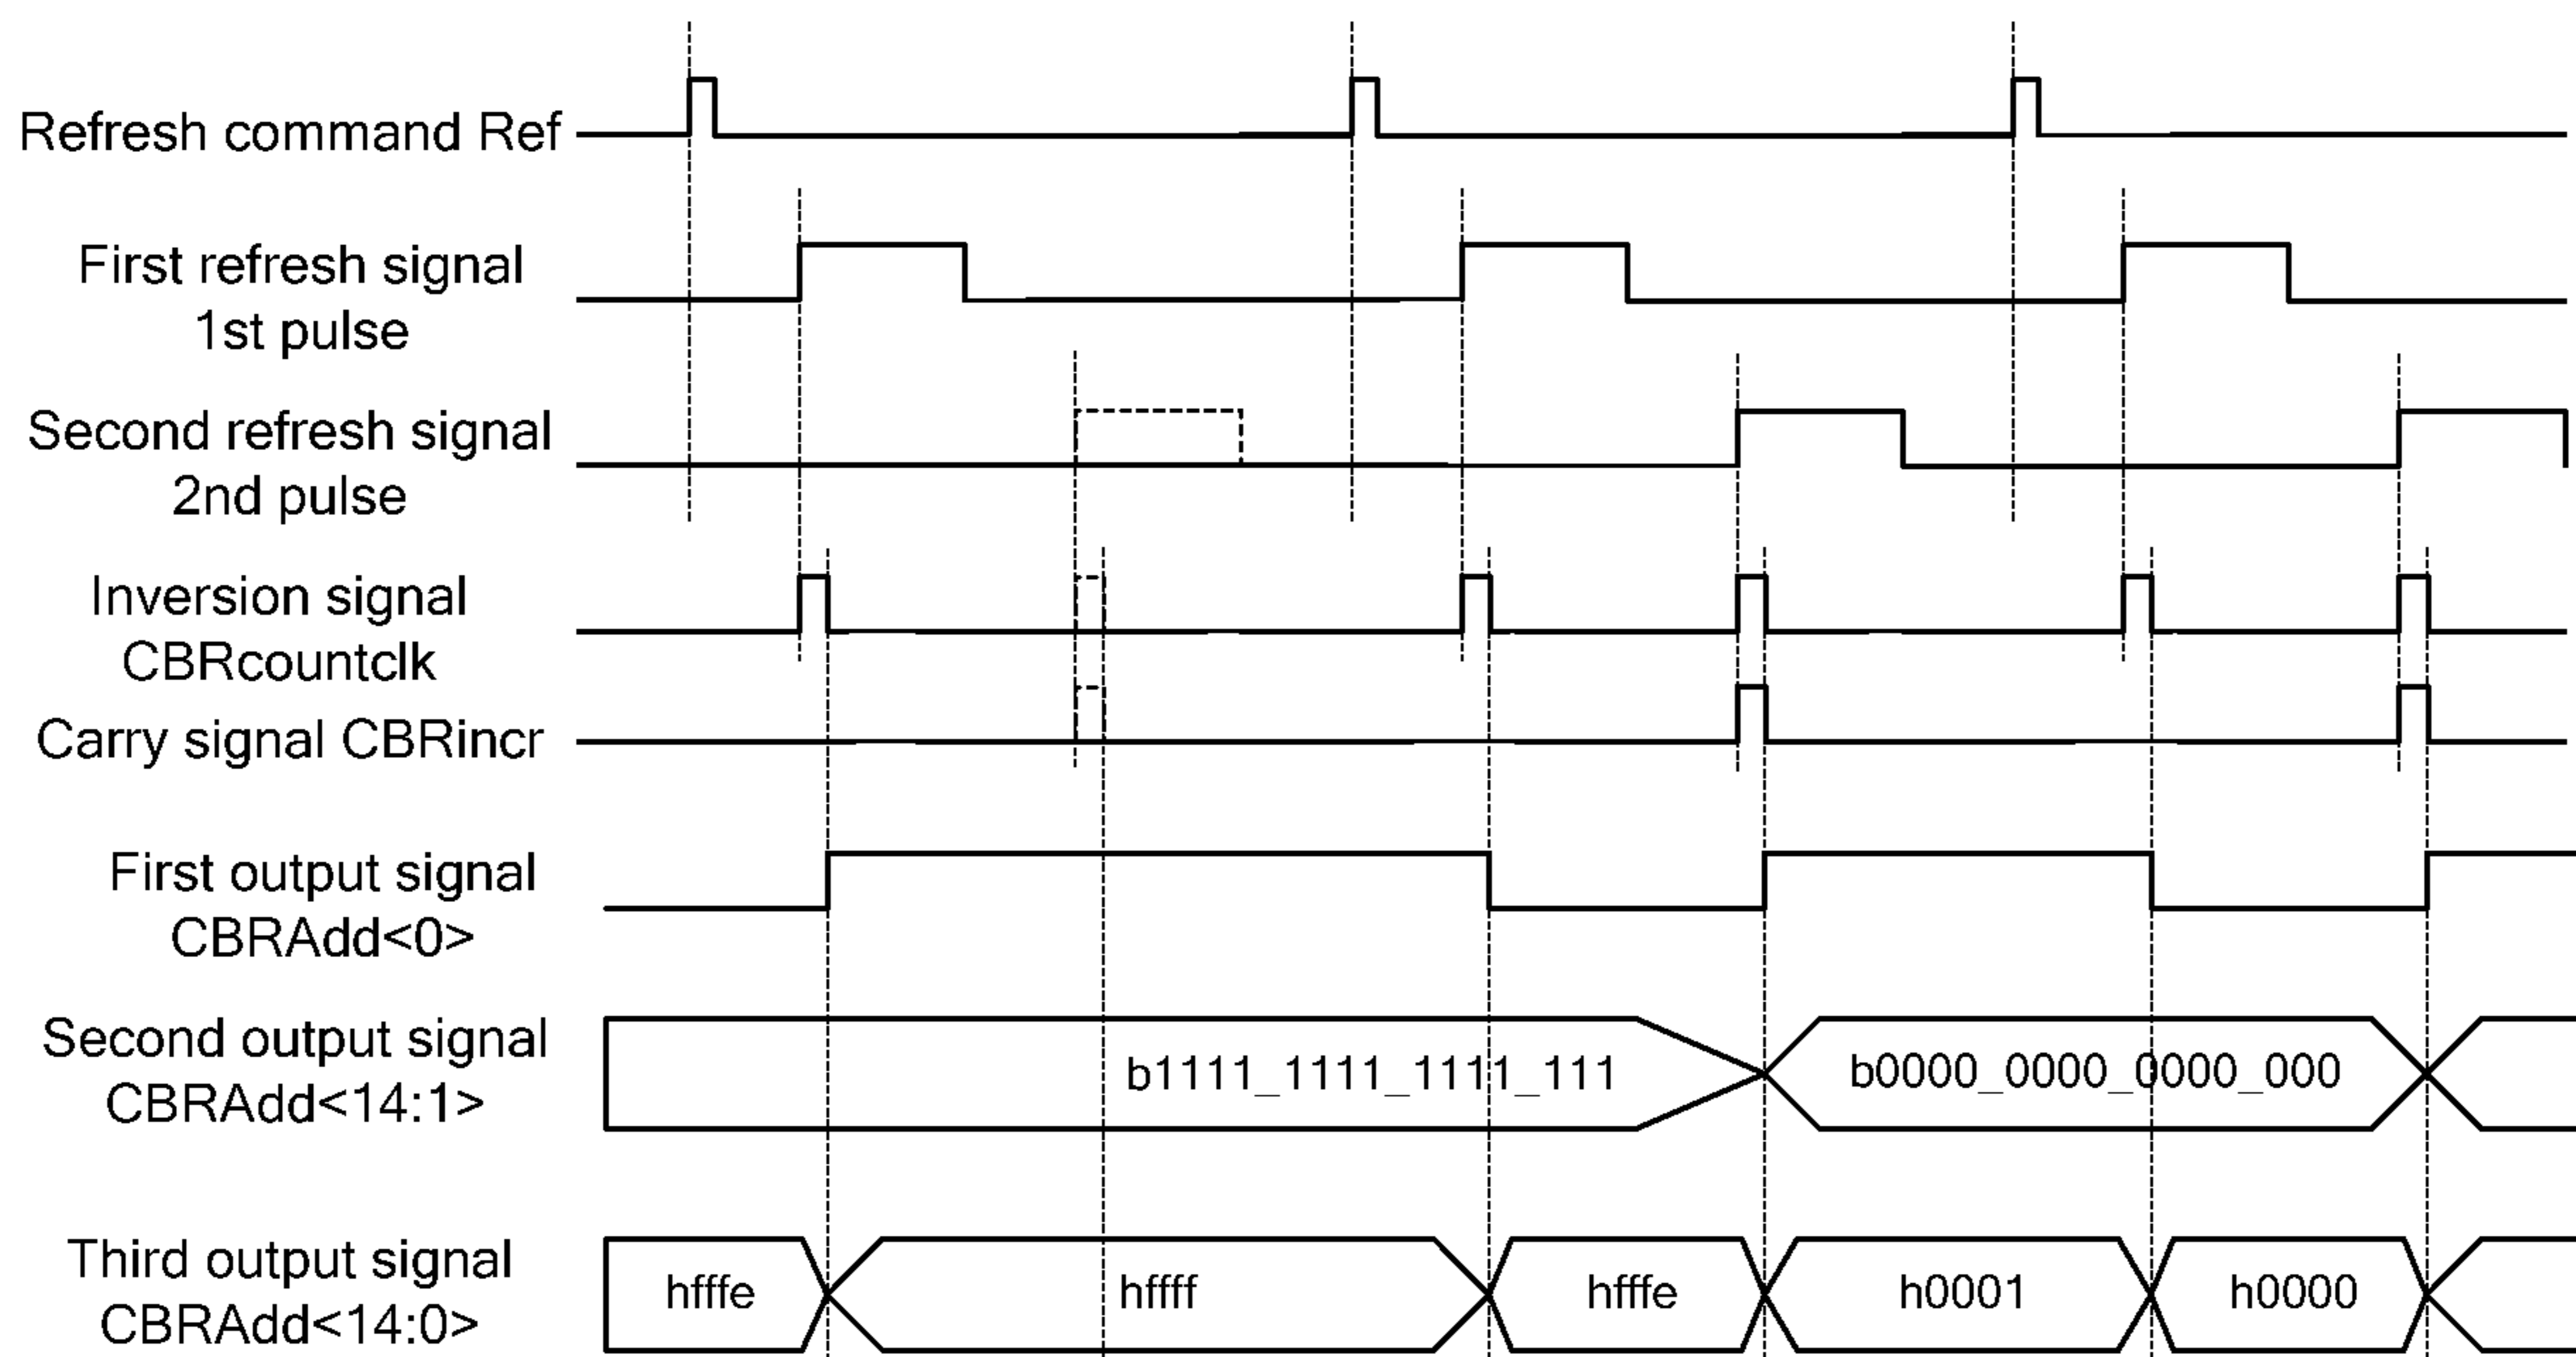 Refresh command Ref
First refresh signal
1st pulse
Second refresh signal
2nd pulse
Inversion signal
CBRcountclk
Carry signal CBRincr
First output signal
CBRAdd<0>
Second output signal
CBRAdd<14:1>
b1111_1111_1111_111
b0000_0000_0000_000
Third output signal
CBRAdd<14:0>
hfffe
hffff
hfffe
h0001
h0000